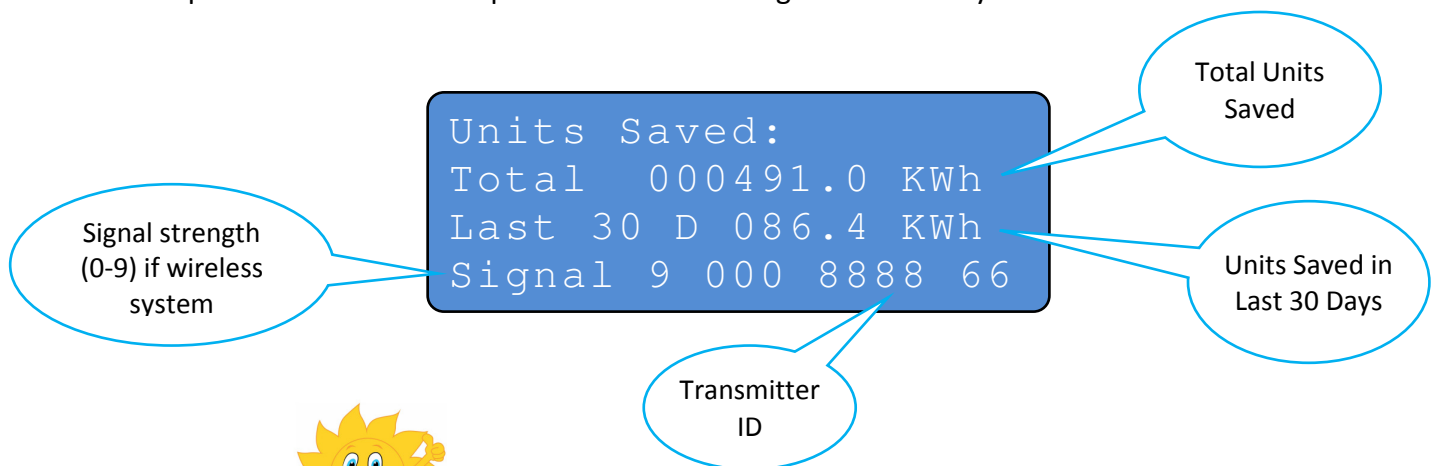 Units Saved:
Total 000491.0 KWh
Last 30 D 086.4 KWh
Signal 9 000 8888 66
Total Units
Saved
Signal strength
(0-9) if wireless
system
Units Saved in
Last 30 Days
Transmitter
ID